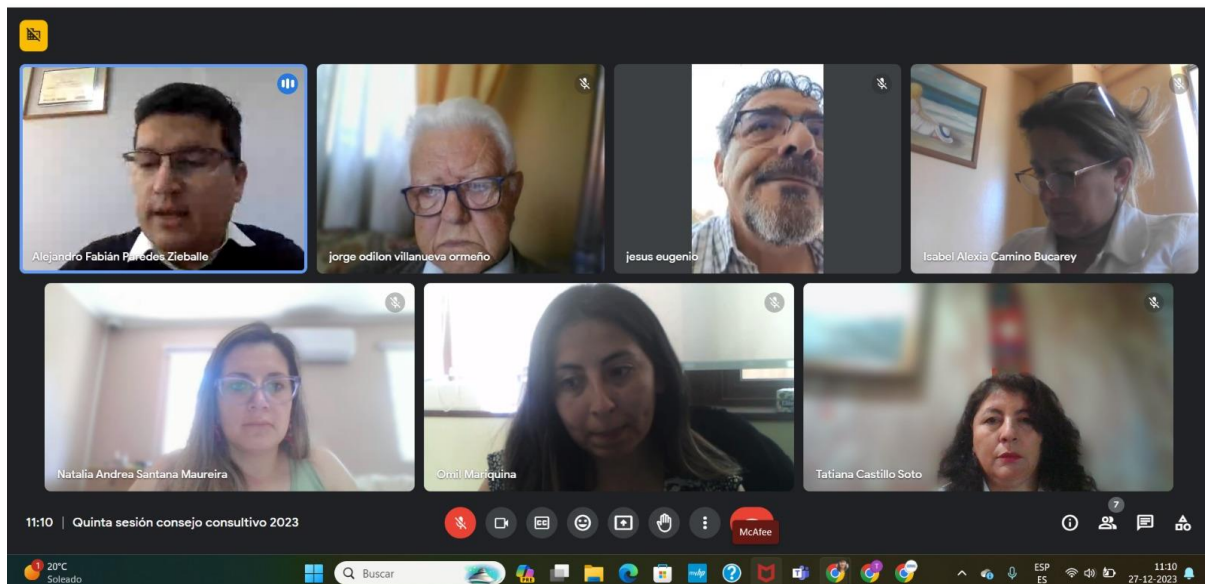 Alejandro Fabián Paredes Zieballe
jorge odilon villanueva ormeño
jesus eugenio
Isabel Alexia Camino Bucarey
Natalia Andrea Santana Maureira
Omil Mariquina
Tatiana Castillo Soto
11:10 | Quinta sesión consejo consultivo 2023
CC
McAfee
7
1
20°C
Soleado
Buscar
ESP
ES
11:10
27-12-2023